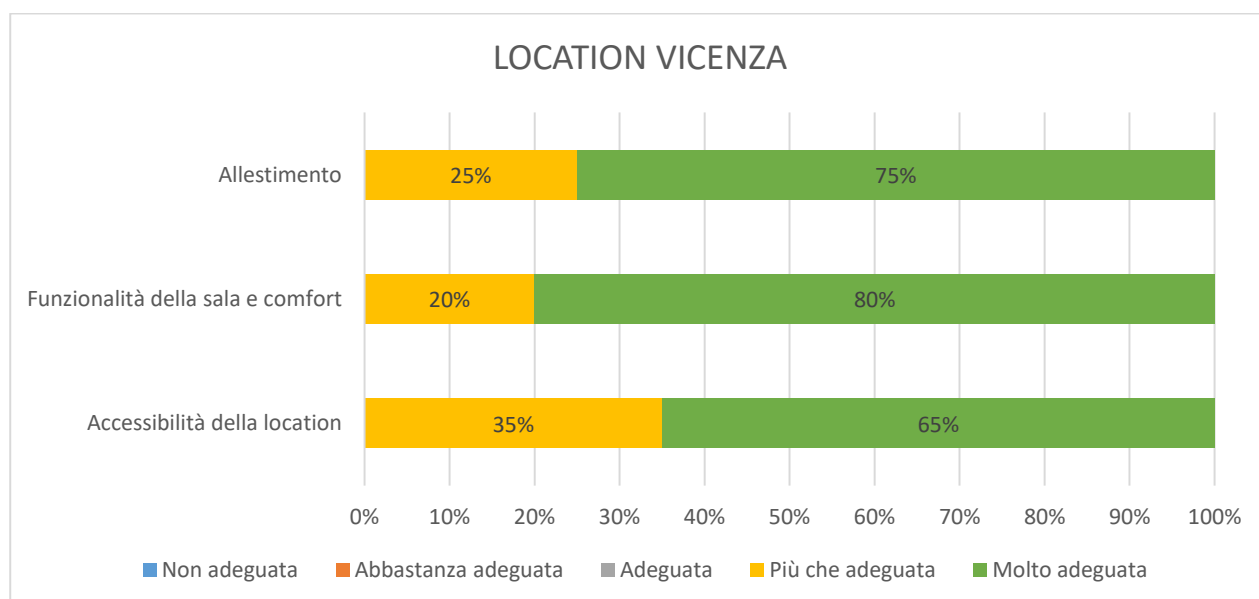 LOCATION VICENZA
Allestimento
25%
75%
Funzionalità della sala e comfort
20%
80%
Accessibilità della location
35%
65%
0% 10% 20% 30% 40% 50% 60% 70% 80% 90% 100%
Non adeguata Abbastanza adeguata Adeguata Più che adeguata Molto adeguata